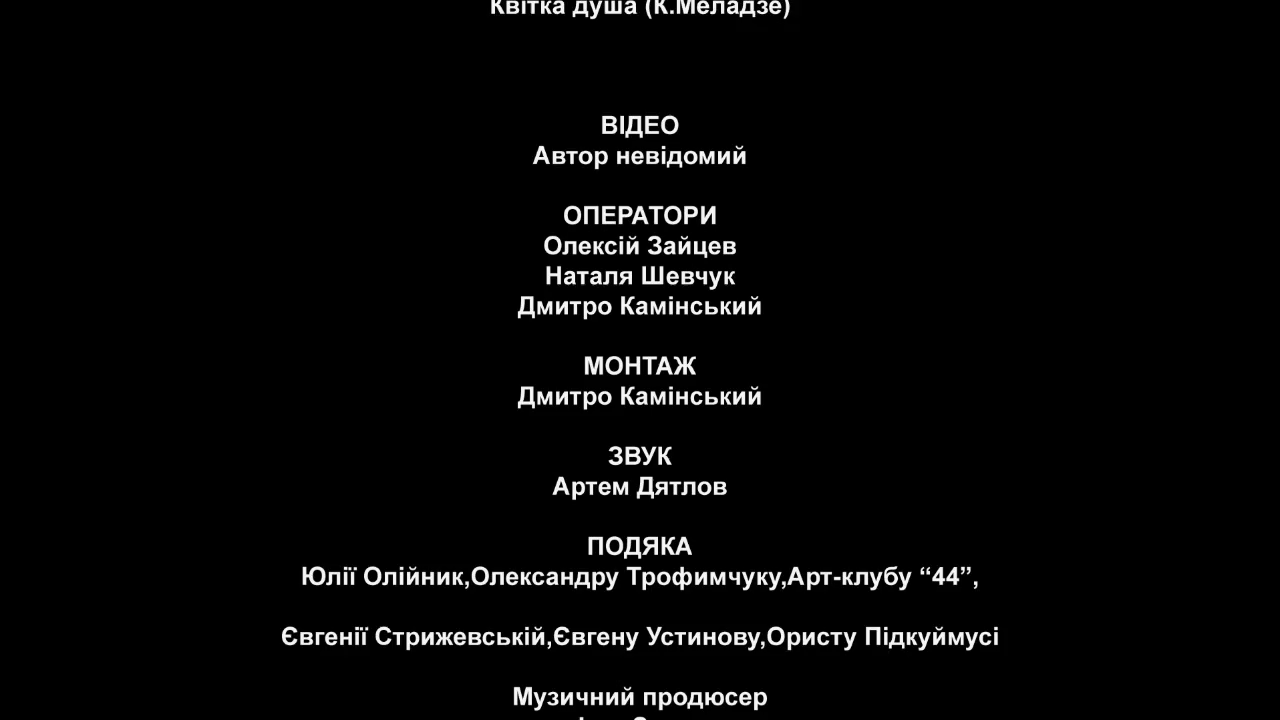 Квітка душа (К.Меладзе)
ВІДЕО
Автор невідомий
ОПЕРАТОРИ
Олексій Зайцев
Наталя Шевчук
Дмитро Камінський
МОНТАЖ
Дмитро Камінський
ЗВУК
Артем Дятлов
ПОДЯКА
Юлії Олійник,Олександру Трофимчуку,Арт-клубу “44”,
Євгенії Стрижевській,Євгену Устинову,Ористу Підкуймусі
Музичний продюсер